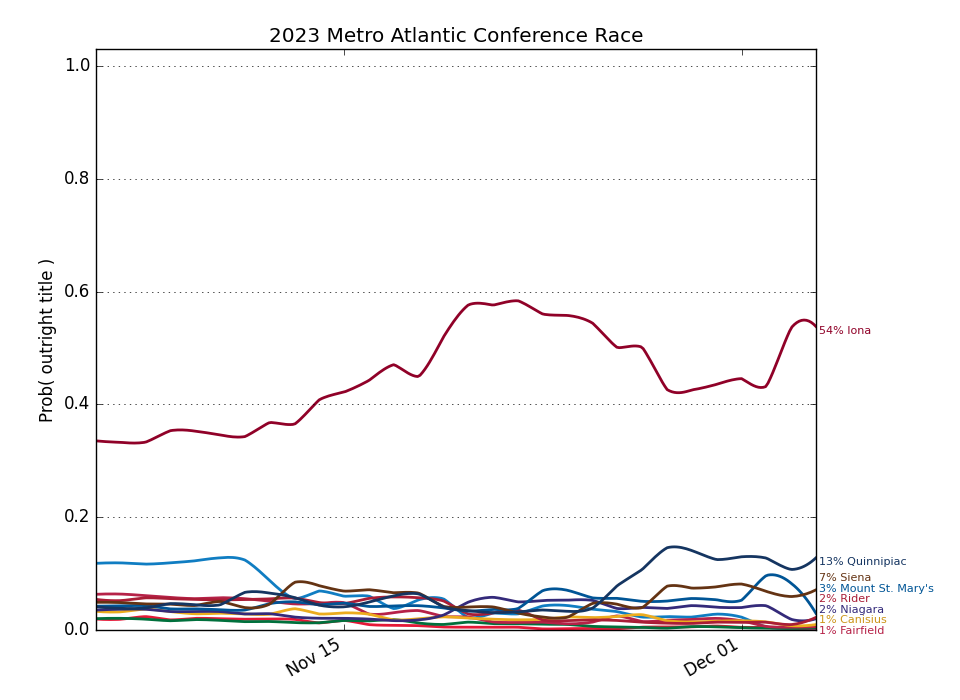 2023 Metro Atlantic Conference Race
Prob( outright title )
1.0
0.8
0.6
0.4
0.2
0.0
Nov 15
Dec 01
54% Iona
13% Quinnipiac
7% Siena
3% Mount St. Mary's
2% Rider
2% Niagara
1% Canisius
1% Fairfield